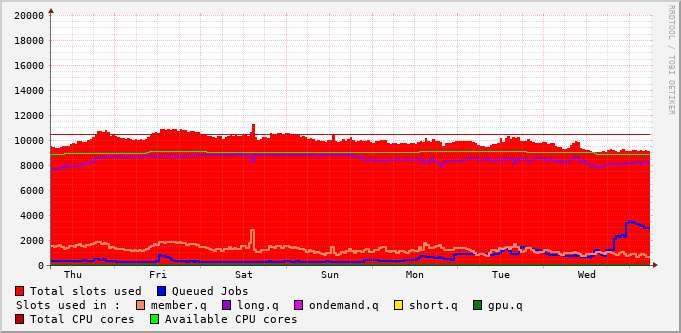 20000
18000
16000
14000
12000
10000
8000
6000
4000
2000
0
Thu Fri Sat Sun Mon Tue Wed
RRDTOOL / TOBI OETIKER
Total slots used Queued Jobs
Slots used in : member.q long.q ondemand.q short.q gpu.q
Total CPU cores Available CPU cores